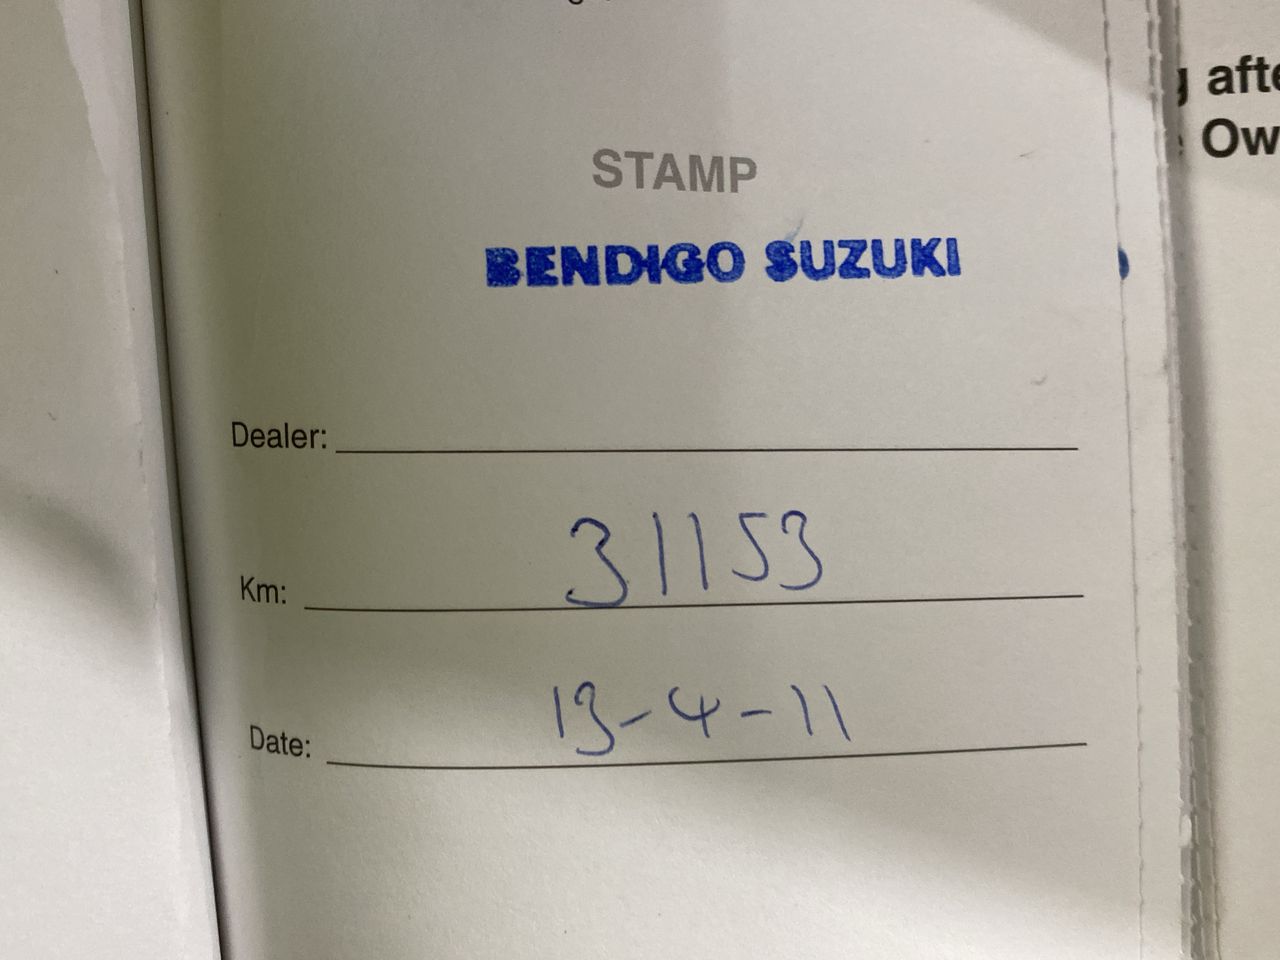 STAMP
BENDIGO SUZUKI
Dealer:
Km: 31153
Date: 13-4-11
afte
Ow